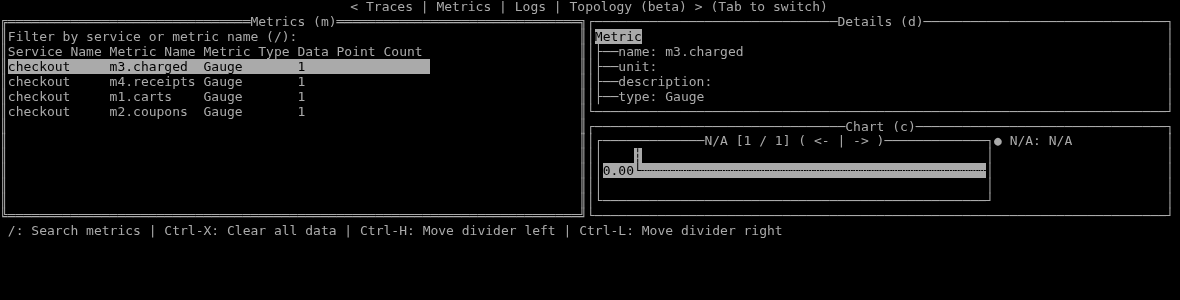 < Traces | Metrics | Logs | Topology (beta) > (Tab to switch)
Metrics (m)
Filter by service or metric name (/):
Service Name Metric Name Metric Type Data Point Count
checkout m3.charged Gauge 1
checkout m4.receipts Gauge 1
checkout m1.carts Gauge 1
checkout m2.coupons Gauge 1
Details (d)
Metric
name: m3.charged
unit:
description:
type: Gauge
Chart (c)
N/A [1 / 1] ( <- | -> )
● N/A: N/A
0.00
/: Search metrics | Ctrl-X: Clear all data | Ctrl-H: Move divider left | Ctrl-L: Move divider right